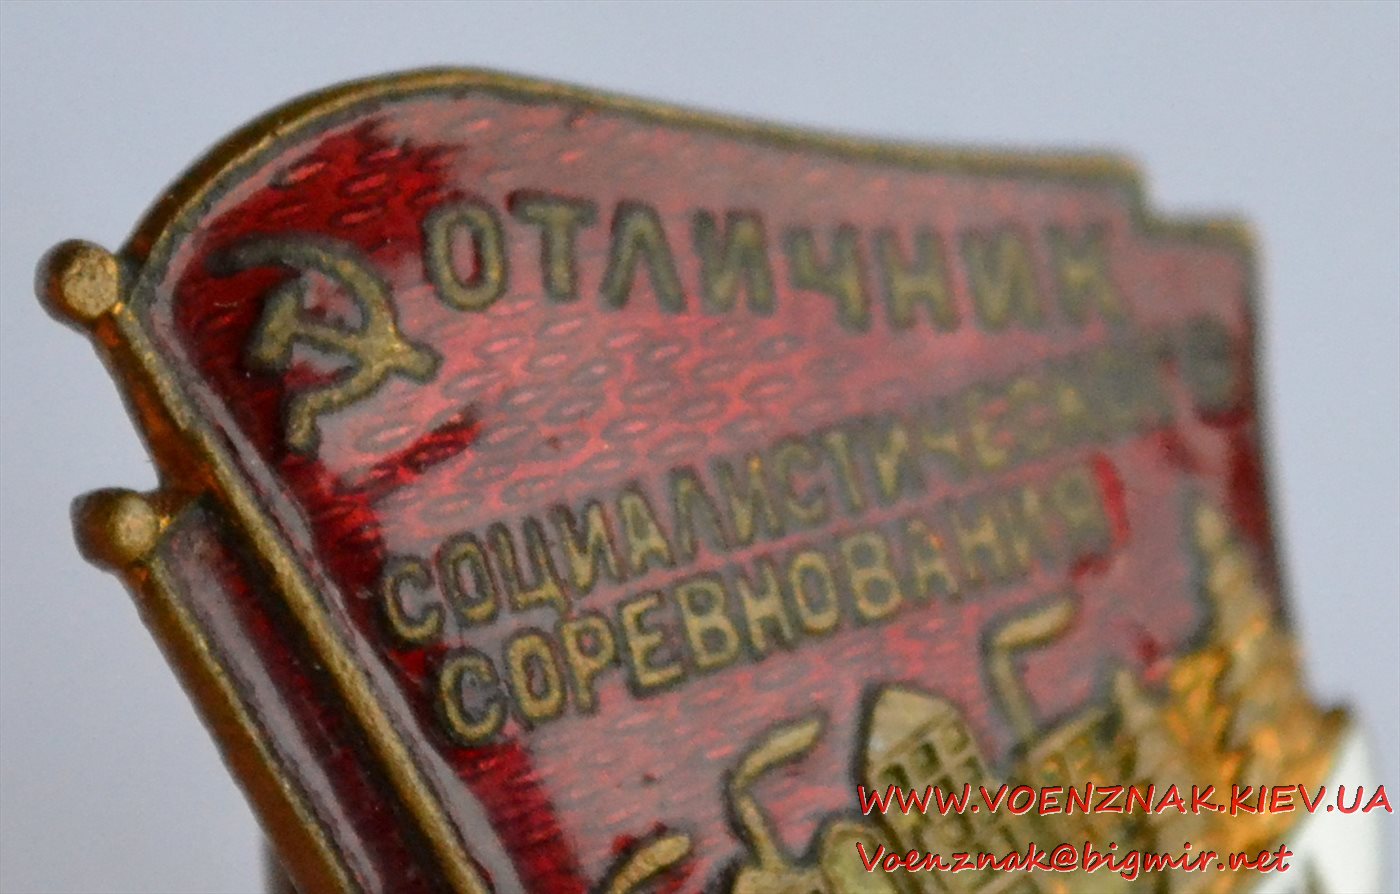 ОТЛИЧНИК
СОЦИАЛИСТИЧЕСКОГО
СОРЕВНОВАНИЯ
WWW.VOENZNAK.KIEV.UA
Voenznak@bigmir.net